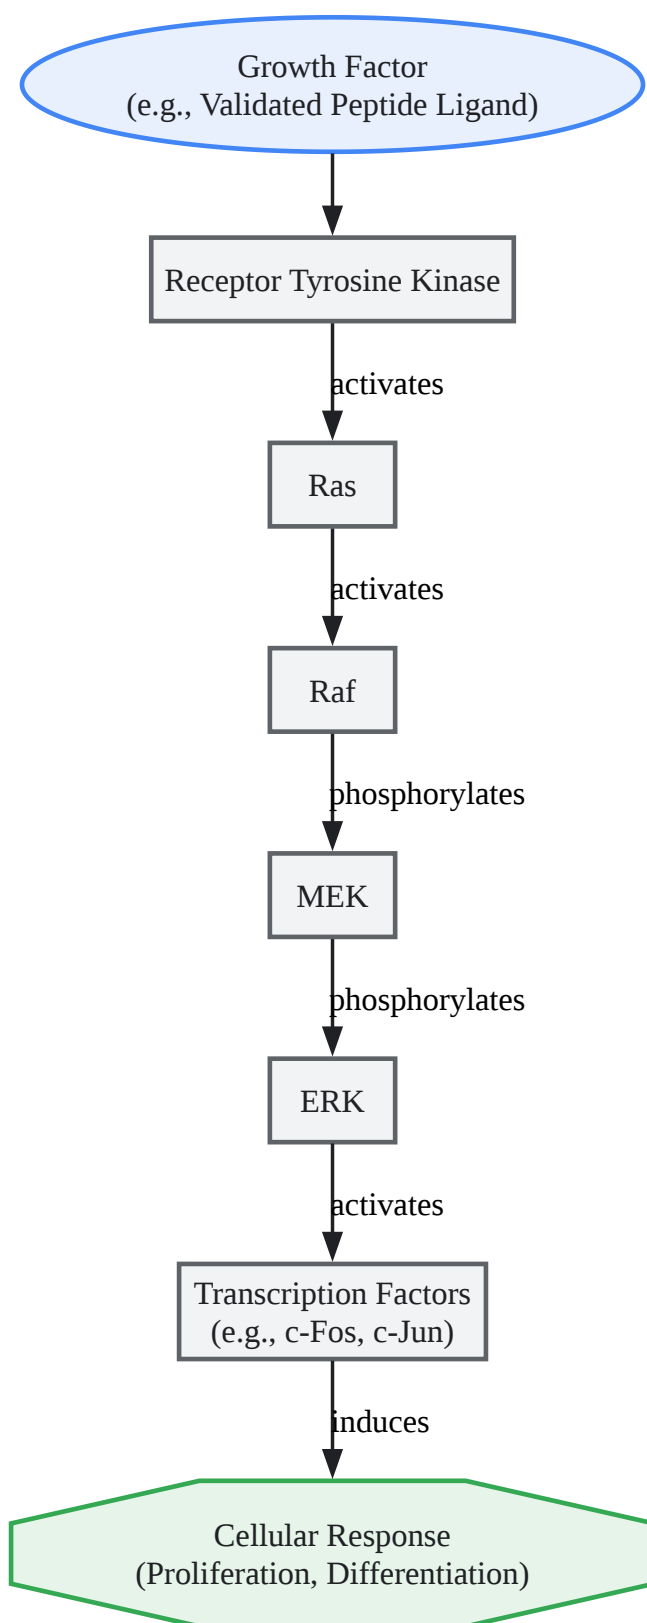 Growth Factor
(e.g., Validated Peptide Ligand)
Receptor Tyrosine Kinase
activates
Ras
activates
Raf
phosphorylates
MEK
phosphorylates
ERK
activates
Transcription Factors
(e.g., c-Fos, c-Jun)
induces
Cellular Response
(Proliferation, Differentiation)